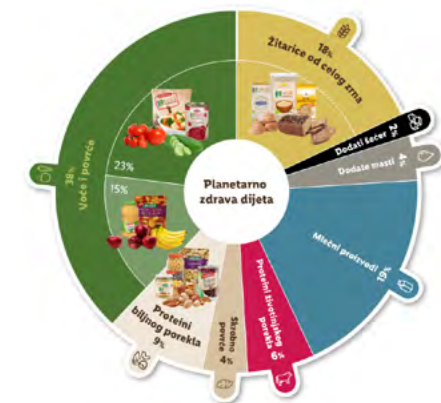 18%
Žitarice od celog zrna
Dodati šećer 2%
Dodate masti 4%
Mlečni proizvodi 19%
Proteini životinjskog
porekla
6%
Skrobno
povrće
4%
Proteini
biljnog porekla
9%
38%
Voće i povrće
23%
15%
Planetarno
zdrava dijeta